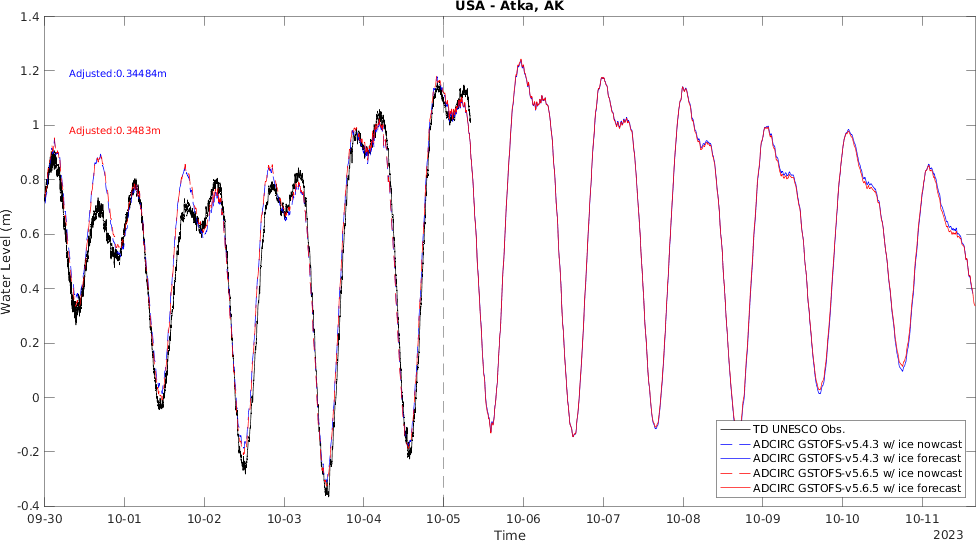 USA - Atka, AK
1.4
1.2
1
0.8
0.6
0.4
0.2
0
-0.2
-0.4
Water Level (m)
Adjusted:0.34484m
Adjusted:0.3483m
TD UNESCO Obs.
ADCIRC GSTOFS-v5.4.3 w/ ice nowcast
ADCIRC GSTOFS-v5.4.3 w/ ice forecast
ADCIRC GSTOFS-v5.6.5 w/ ice nowcast
ADCIRC GSTOFS-v5.6.5 w/ ice forecast
09-30 10-01 10-02 10-03 10-04 10-05 10-06 10-07 10-08 10-09 10-10 10-11
Time
2023